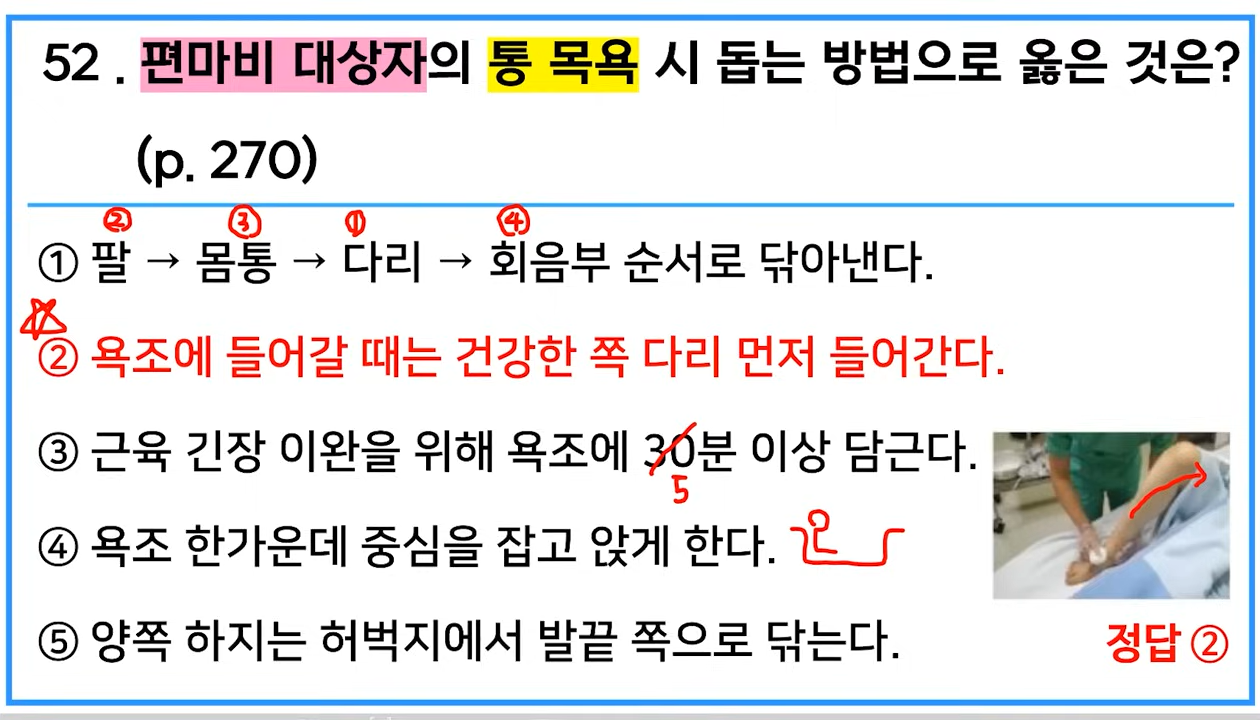 52 . 편마비 대상자의 통 목욕 시 돕는 방법으로 옳은 것은?
(p. 270)
② ③ ① ④
① 팔 → 몸통 → 다리 → 회음부 순서로 닦아낸다.
② 욕조에 들어갈 때는 건강한 쪽 다리 먼저 들어간다.
③ 근육 긴장 이완을 위해 욕조에 30분 이상 담근다.
5
④ 욕조 한가운데 중심을 잡고 앉게 한다.
⑤ 양쪽 하지는 허벅지에서 발끝 쪽으로 닦는다.
정답 ②